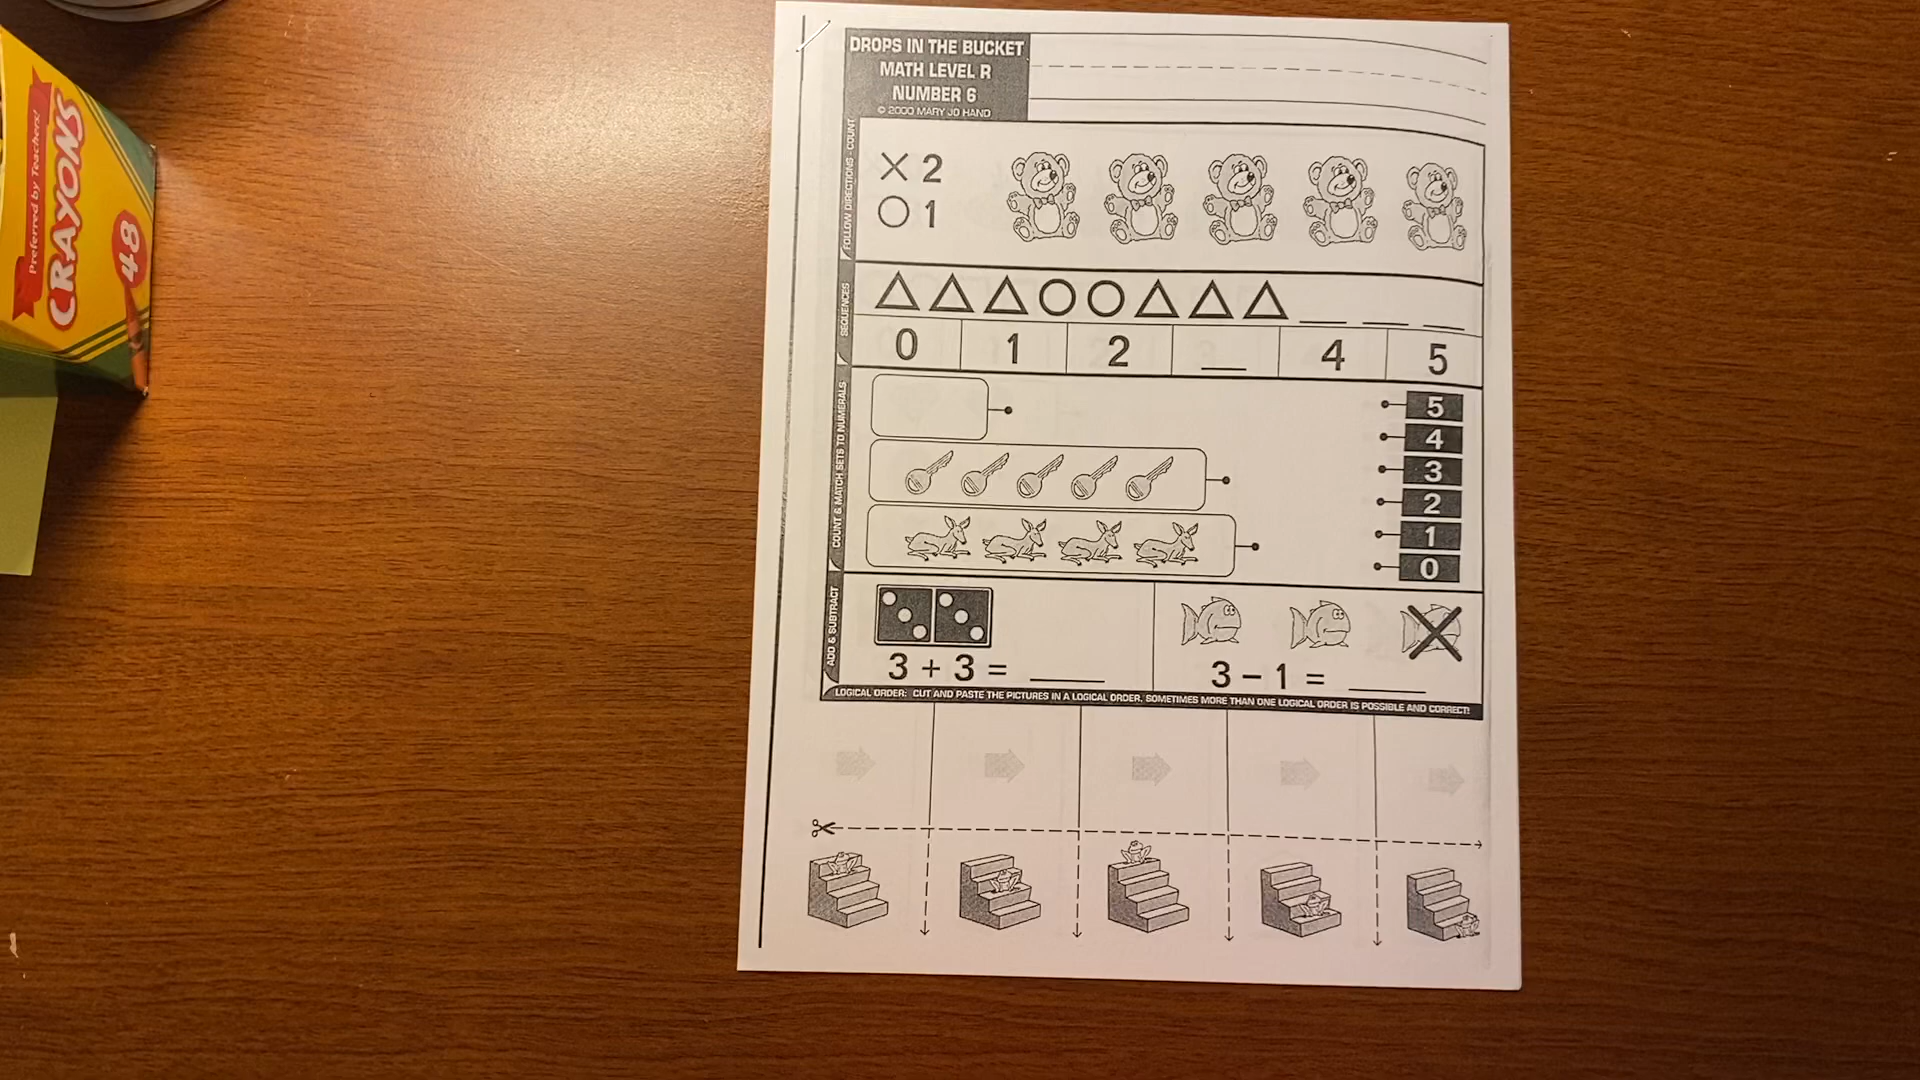 Preferred by Teachers!
CRAYONS
48
DROPS IN THE BUCKET
MATH LEVEL R
NUMBER 6
© 2000 MARY JO HAND
FOLLOW DIRECTIONS - COUNT
X 2
O 1
SEQUENCES
0 1 2 __ 4 5
COUNT & MATCH SETS TO NUMERALS
5
4
3
2
1
0
ADD & SUBTRACT
3 + 3 = ____
3 - 1 = ____
LOGICAL ORDER: CUT AND PASTE THE PICTURES IN A LOGICAL ORDER. SOMETIMES MORE THAN ONE LOGICAL ORDER IS POSSIBLE AND CORRECT!